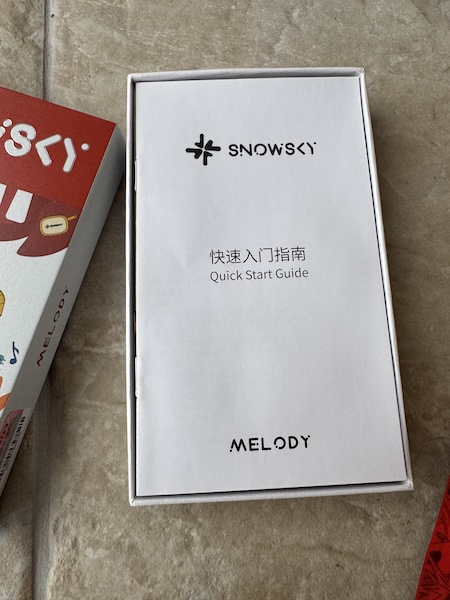 SNOWSKY
快速入门指南
Quick Start Guide
MELODY
MELODY